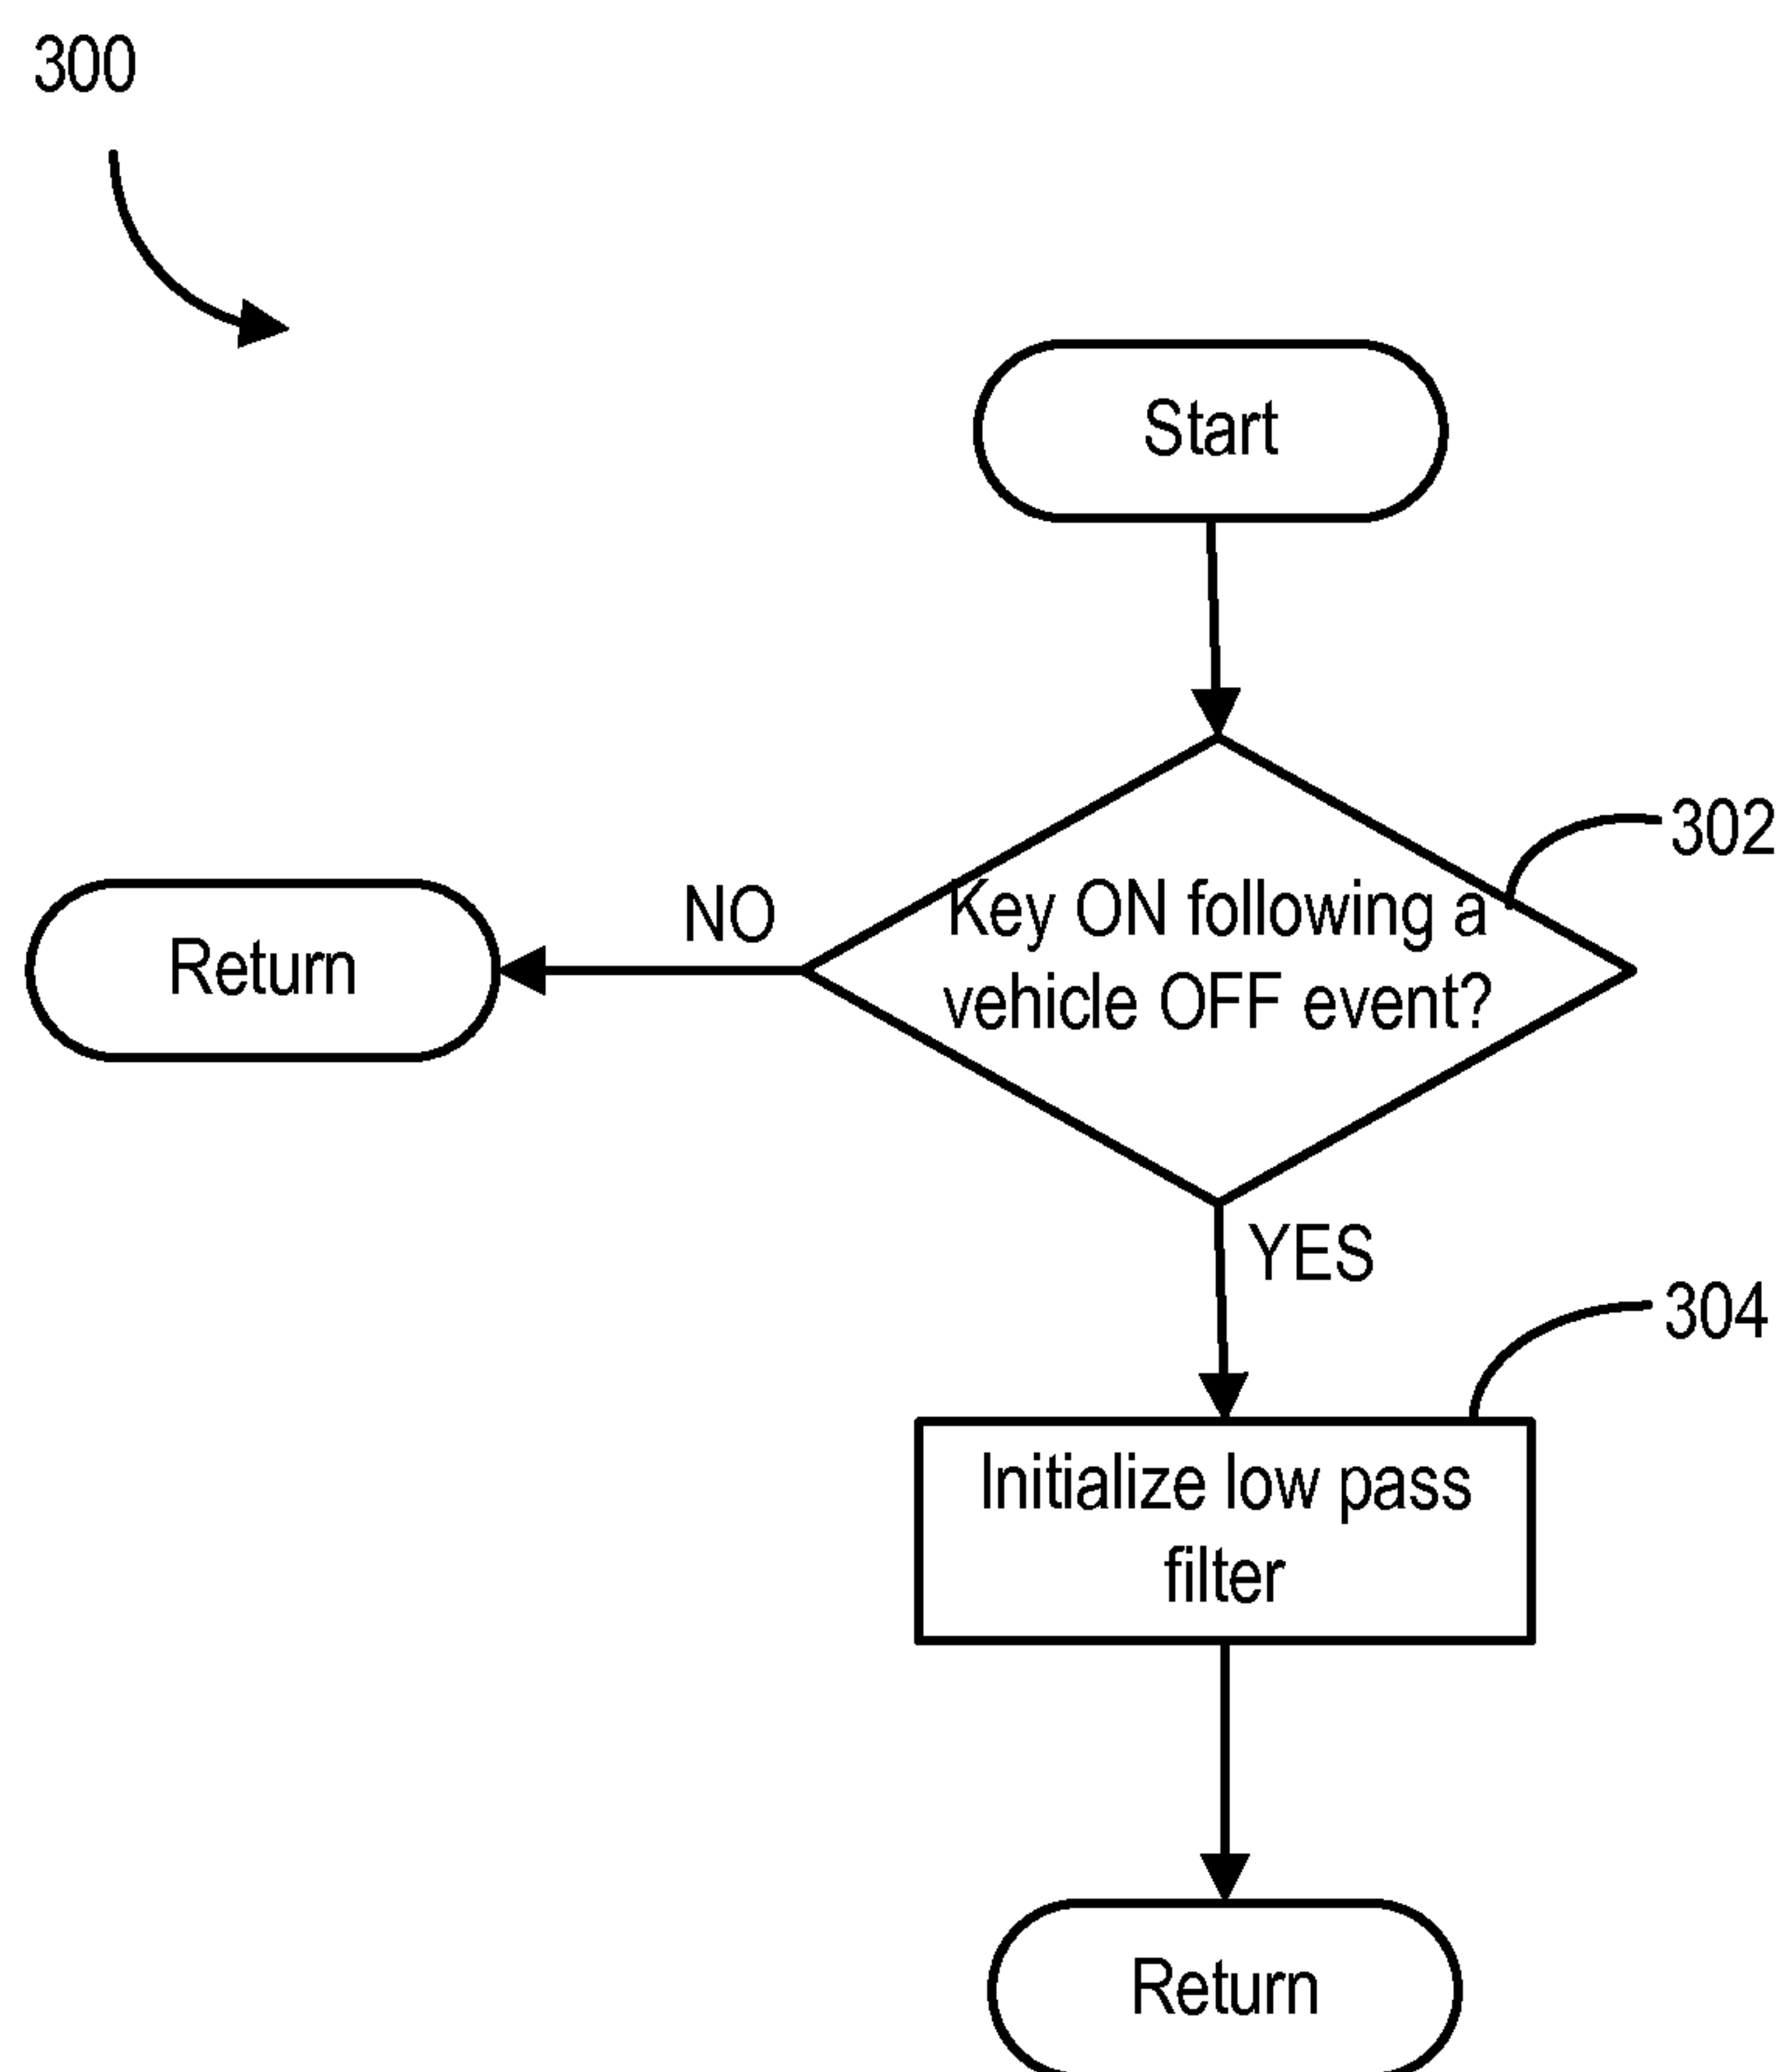 300
Start
302
Key ON following a
vehicle OFF event?
NO
Return
YES
304
Initialize low pass
filter
Return